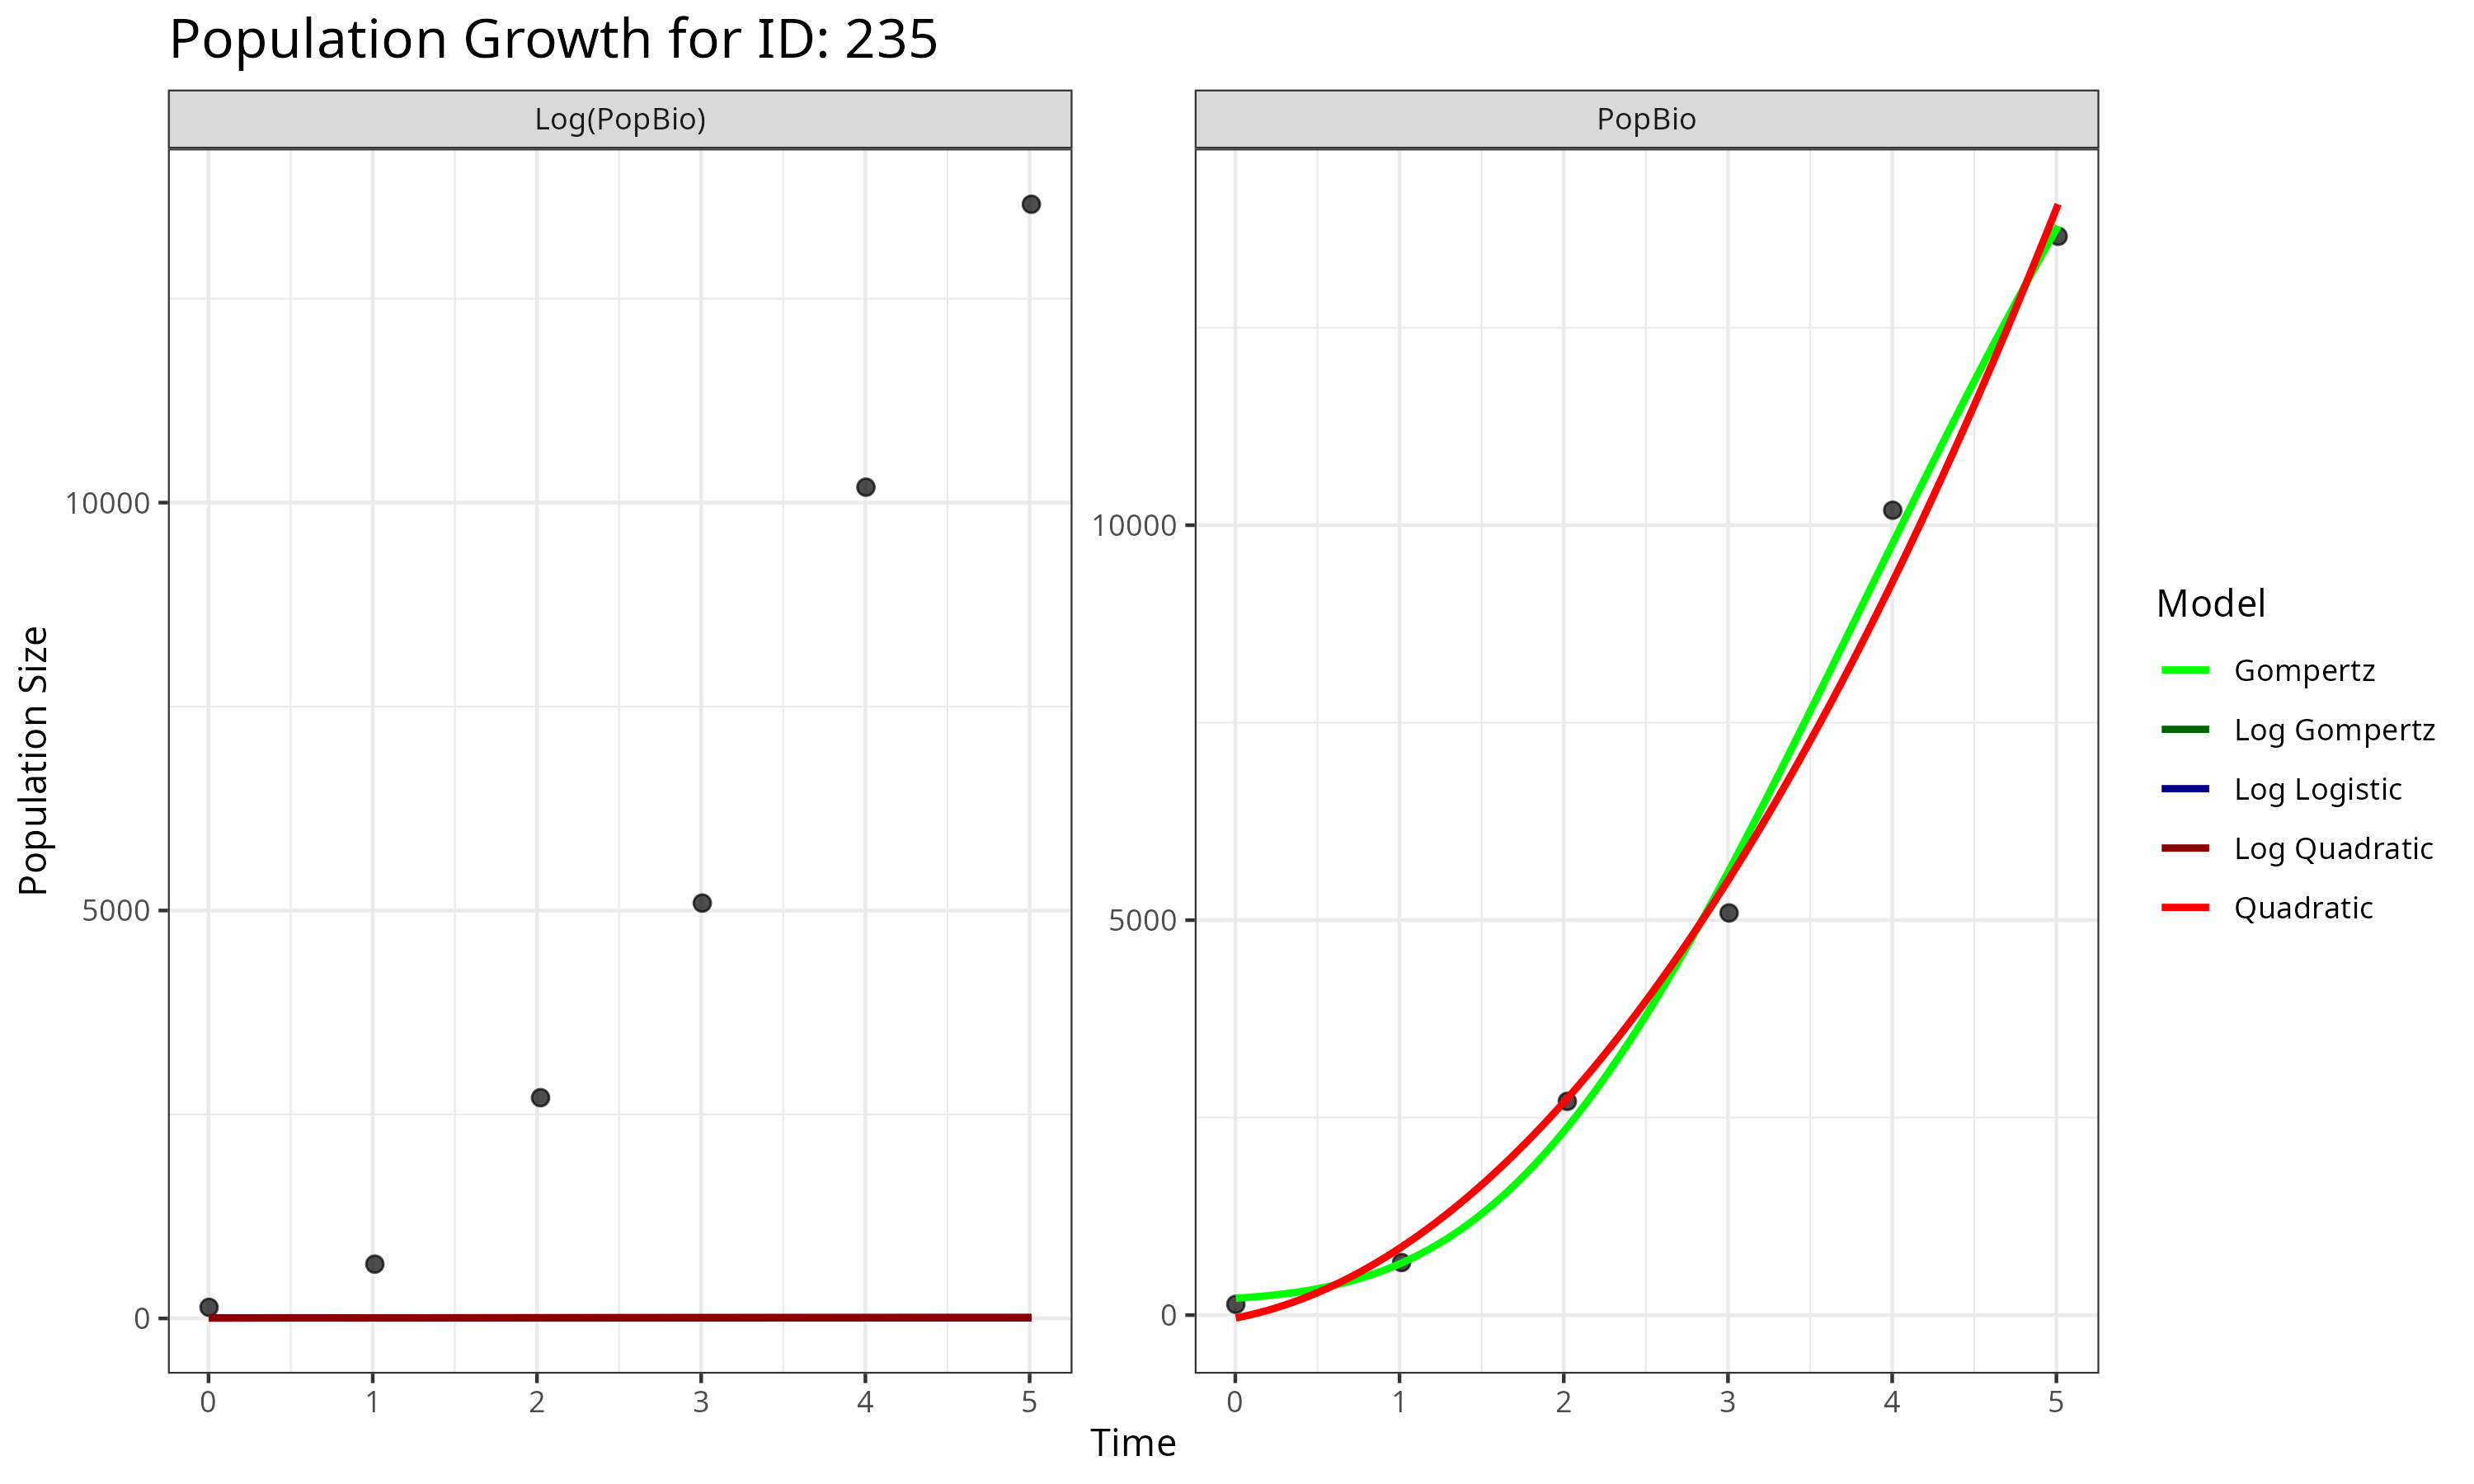 Population Growth for ID: 235
Log(PopBio)
PopBio
Population Size
10000
5000
0
0 1 2 3 4 5
10000
5000
0
0 1 2 3 4 5
Time
Model
Gompertz
Log Gompertz
Log Logistic
Log Quadratic
Quadratic